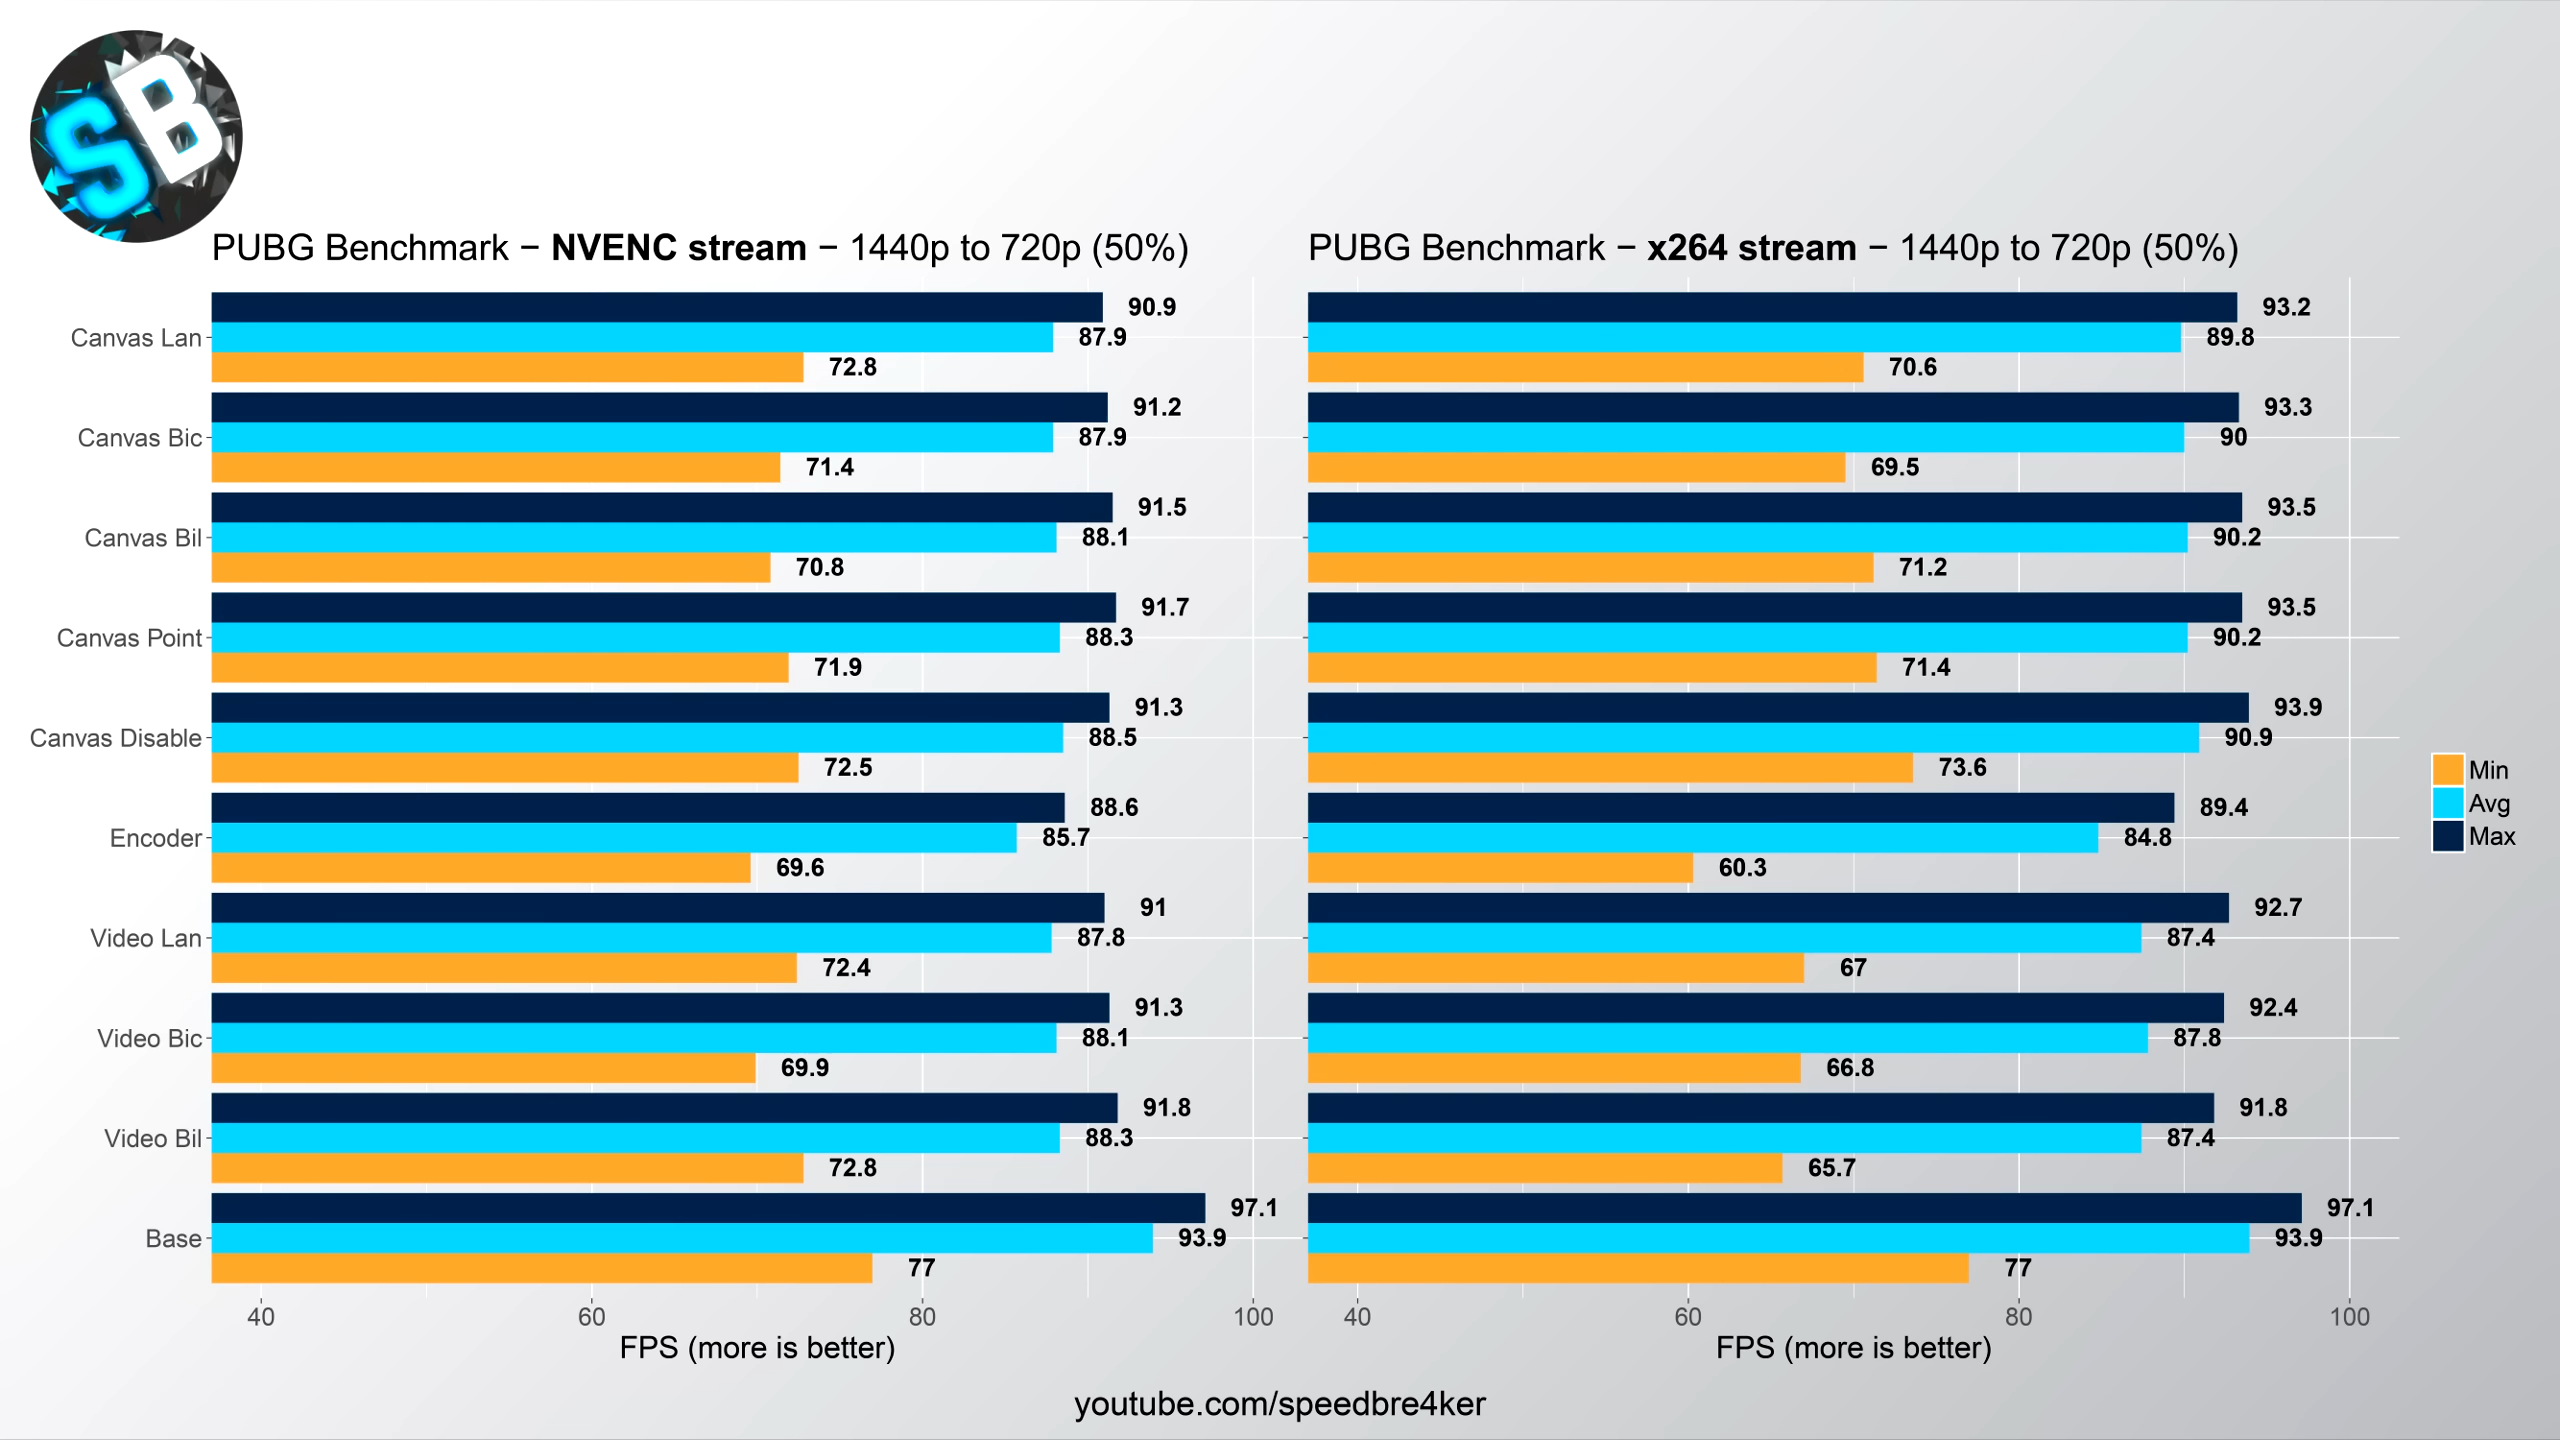 SB
PUBG Benchmark − NVENC stream − 1440p to 720p (50%)
Canvas Lan
90.9
87.9
72.8
Canvas Bic
91.2
87.9
71.4
Canvas Bil
91.5
88.1
70.8
Canvas Point
91.7
88.3
71.9
Canvas Disable
91.3
88.5
72.5
Encoder
88.6
85.7
69.6
Video Lan
91
87.8
72.4
Video Bic
91.3
88.1
69.9
Video Bil
91.8
88.3
72.8
Base
97.1
93.9
77
40 60 80 100
FPS (more is better)
PUBG Benchmark − x264 stream − 1440p to 720p (50%)
93.2
89.8
70.6
93.3
90
69.5
93.5
90.2
71.2
93.5
90.2
71.4
93.9
90.9
73.6
89.4
84.8
60.3
92.7
87.4
67
92.4
87.8
66.8
91.8
87.4
65.7
97.1
93.9
77
40 60 80 100
FPS (more is better)
Min
Avg
Max
youtube.com/speedbre4ker